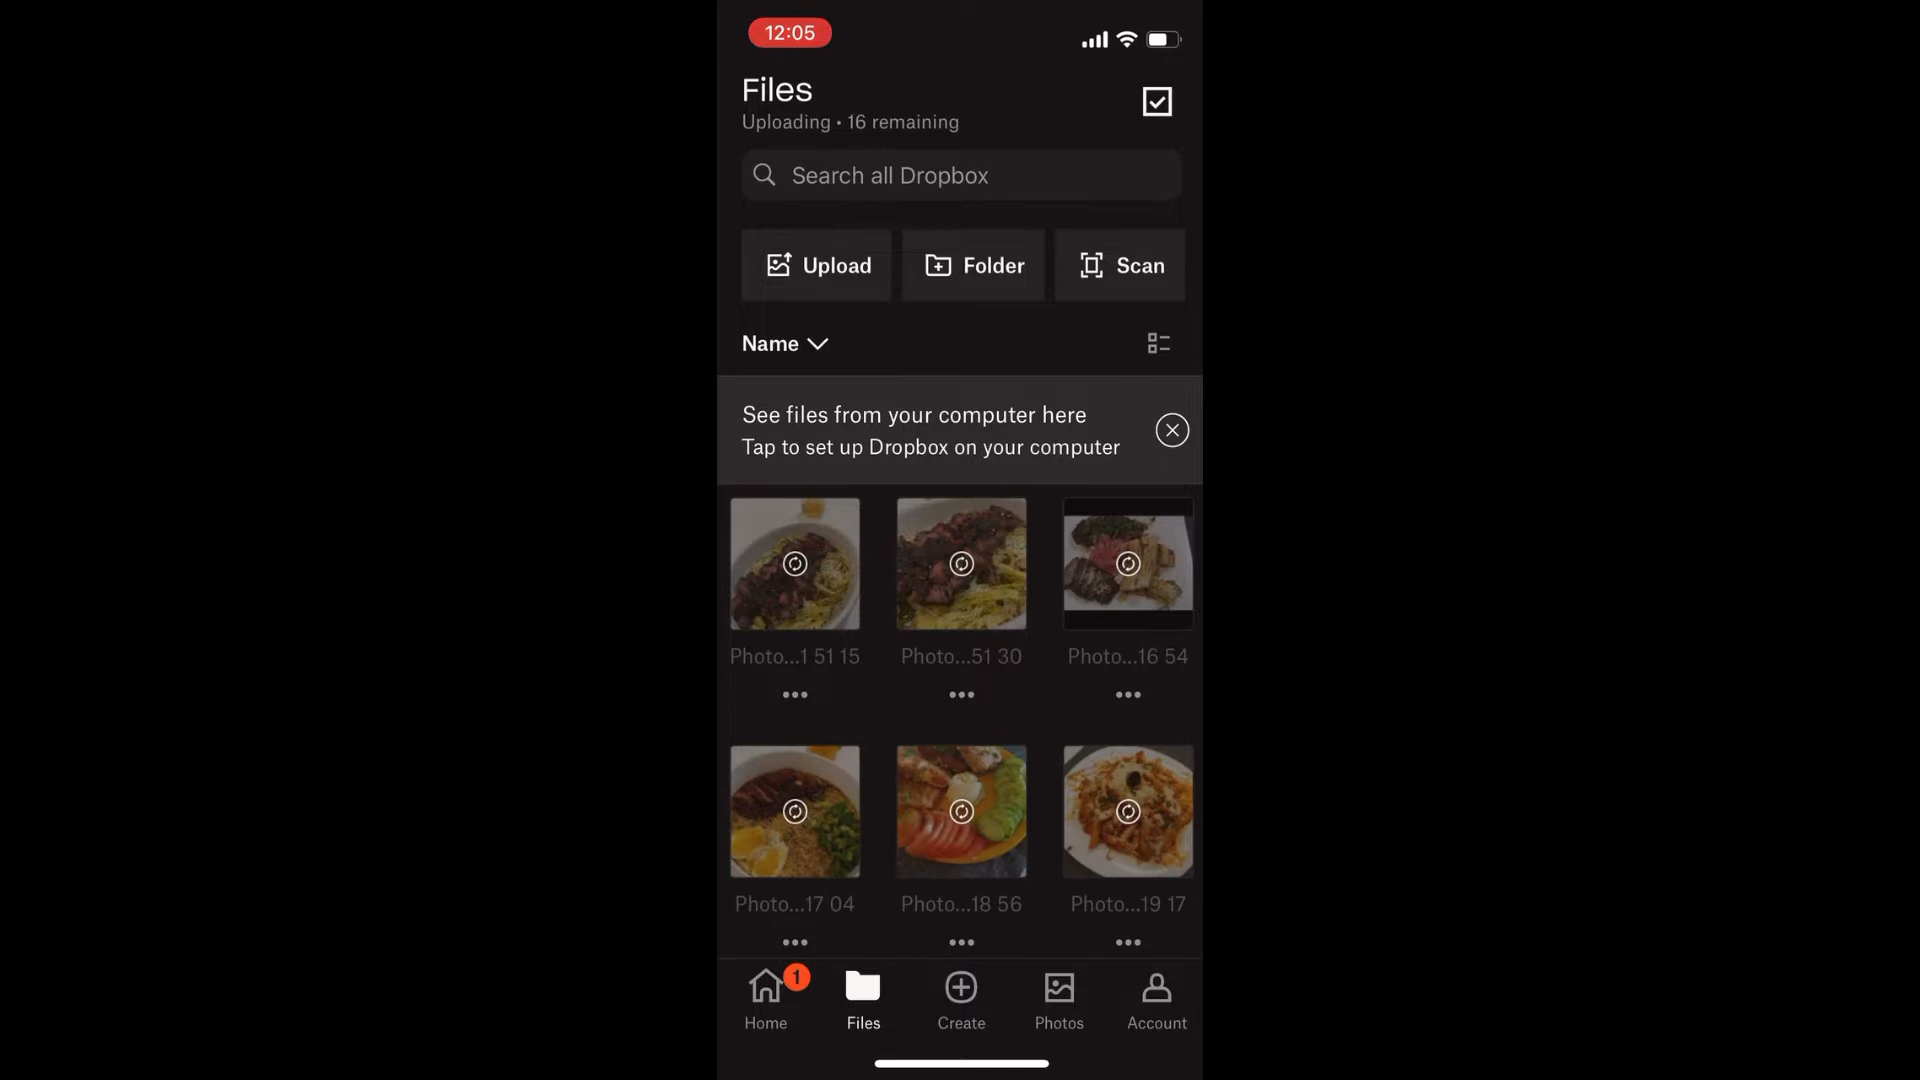 12:05
Files
Uploading • 16 remaining
Search all Dropbox
Upload
Folder
Scan
Name
See files from your computer here
Tap to set up Dropbox on your computer
Photo...1 51 15
Photo...51 30
Photo...16 54
Photo...17 04
Photo...18 56
Photo...19 17
1
Home
Files
Create
Photos
Account